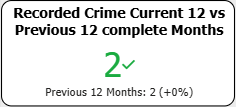 Recorded Crime Current 12 vs
Previous 12 complete Months
2✓
Previous 12 Months: 2 (+0%)